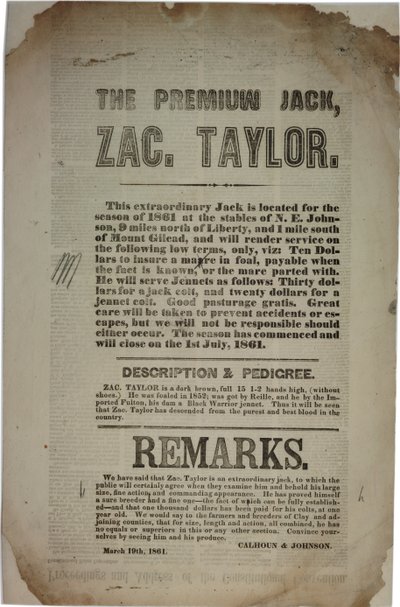 THE PREMIUM JACK,
ZAC. TAYLOR.
This extraordinary Jack is located for the
season of 1861 at the stables of N. E. John-
son, 9 miles north of Liberty, and 1 mile south
of Mount Gilead, and will render service on
the following low terms, only, viz: Ten Dol-
lars to insure a mare in foal, payable when
the fact is known, or the mare parted with.
He will serve Jennets as follows: Thirty dol-
lars for a jack colt, and twenty dollars for a
jennet colt. Good pasturage gratis. Great
care will be taken to prevent accidents or es-
capes, but we will not be responsible should
either occur. The season has commenced and
will close on the 1st July, 1861.
DESCRIPTION & PEDIGREE.
ZAC. TAYLOR is a dark brown, full 15 1-2 hands high, (without
shoes.) He was foaled in 1852; was got by Reille, and he by the Im-
ported Fulton, his dam a Black Warrior jennet. Thus it will be seen
that Zac. Taylor has descended from the purest and best blood in the
country.
REMARKS.
We have said that Zac. Taylor is an extraordinary jack, to which the
public will certainly agree when they examine him and behold his large
size, fine action, and commanding appearance. He has proved himself
a sure breeder and a fine one—the fact of which can be fully establish-
ed—and that one thousand dollars has been paid for his colts, at one
year old. We would say to the farmers and breeders of Clay and ad-
joining counties, that for size, length and action, all combined, he has
no equals or superiors in this or any other section. Convince your-
selves by seeing him and his produce.
CALHOUN & JOHNSON.
March 19th, 1861.
Proceedings and Address of the Constitutional Convention